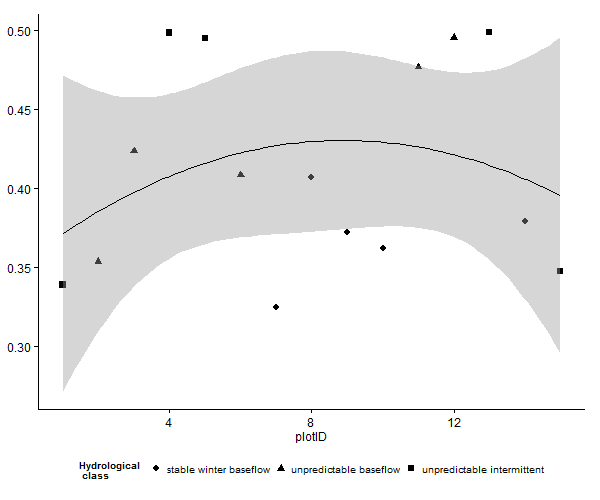 0.50
0.45
0.40
0.35
0.30
4 8 12
plotID
Hydrological
class
stable winter baseflow unpredictable baseflow unpredictable intermittent